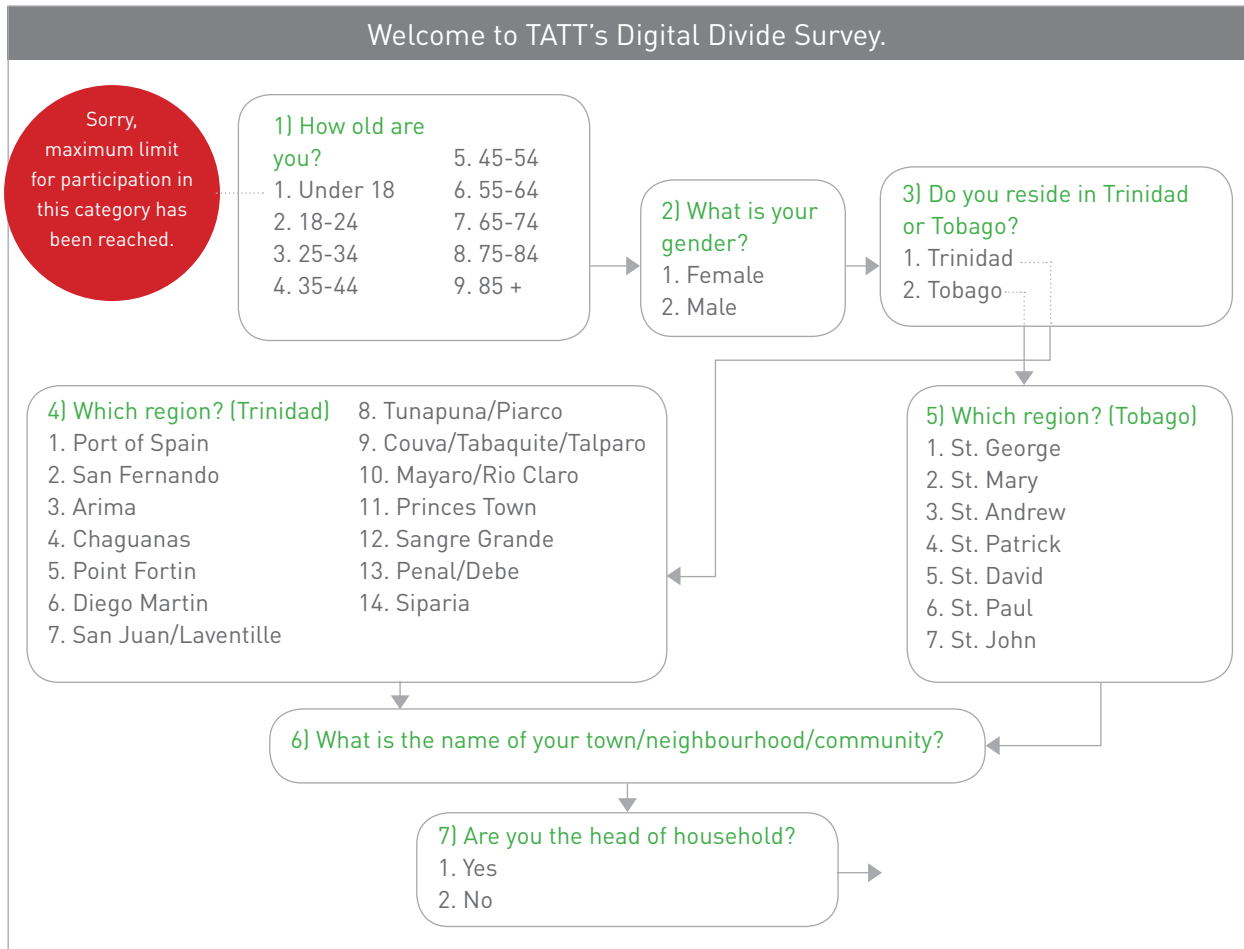 Welcome to TATT's Digital Divide Survey.
Sorry,
maximum limit
for participation in
this category has
been reached.
1) How old are
you?
1. Under 18
2. 18-24
3. 25-34
4. 35-44
5. 45-54
6. 55-64
7. 65-74
8. 75-84
9. 85 +
2) What is your
gender?
1. Female
2. Male
3) Do you reside in Trinidad
or Tobago?
1. Trinidad
2. Tobago
4) Which region? (Trinidad)
1. Port of Spain
2. San Fernando
3. Arima
4. Chaguanas
5. Point Fortin
6. Diego Martin
7. San Juan/Laventille
8. Tunapuna/Piarco
9. Couva/Tabaquite/Talparo
10. Mayaro/Rio Claro
11. Princes Town
12. Sangre Grande
13. Penal/Debe
14. Siparia
5) Which region? (Tobago)
1. St. George
2. St. Mary
3. St. Andrew
4. St. Patrick
5. St. David
6. St. Paul
7. St. John
6) What is the name of your town/neighbourhood/community?
7) Are you the head of household?
1. Yes
2. No